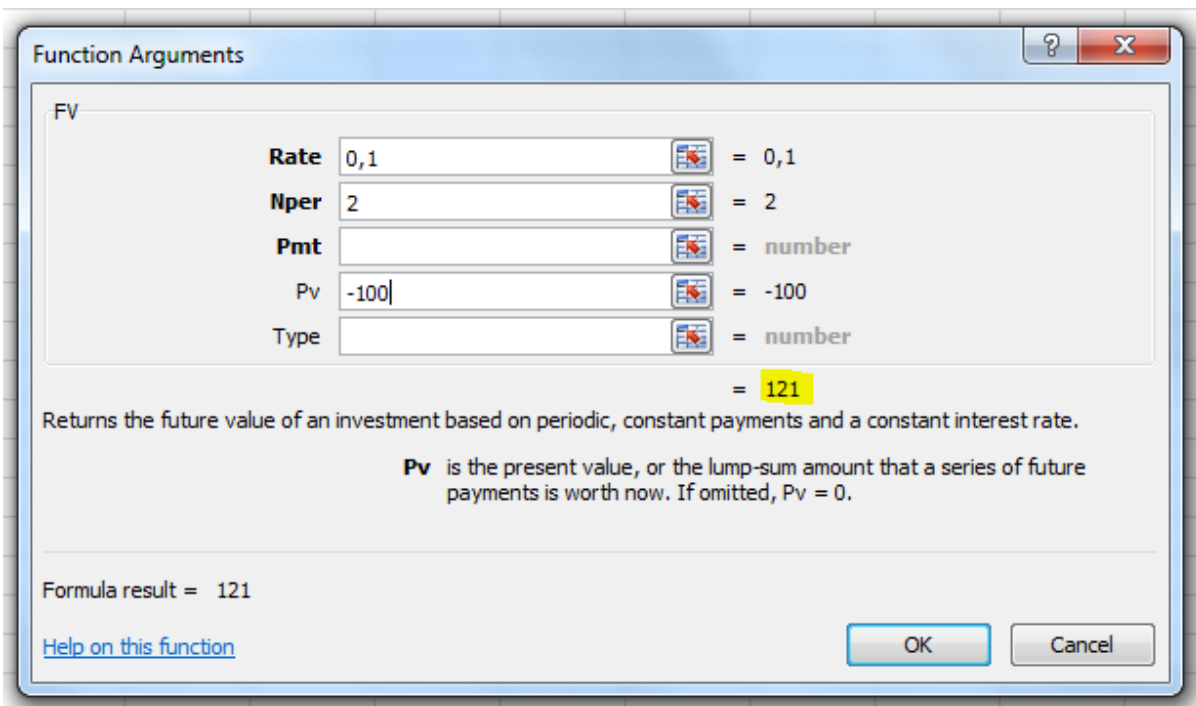 Function Arguments
FV
Rate 0,1 = 0,1
Nper 2 = 2
Pmt = number
Pv -100 = -100
Type = number
= 121
Returns the future value of an investment based on periodic, constant payments and a constant interest rate.
Pv is the present value, or the lump-sum amount that a series of future
payments is worth now. If omitted, Pv = 0.
Formula result = 121
Help on this function
OK Cancel